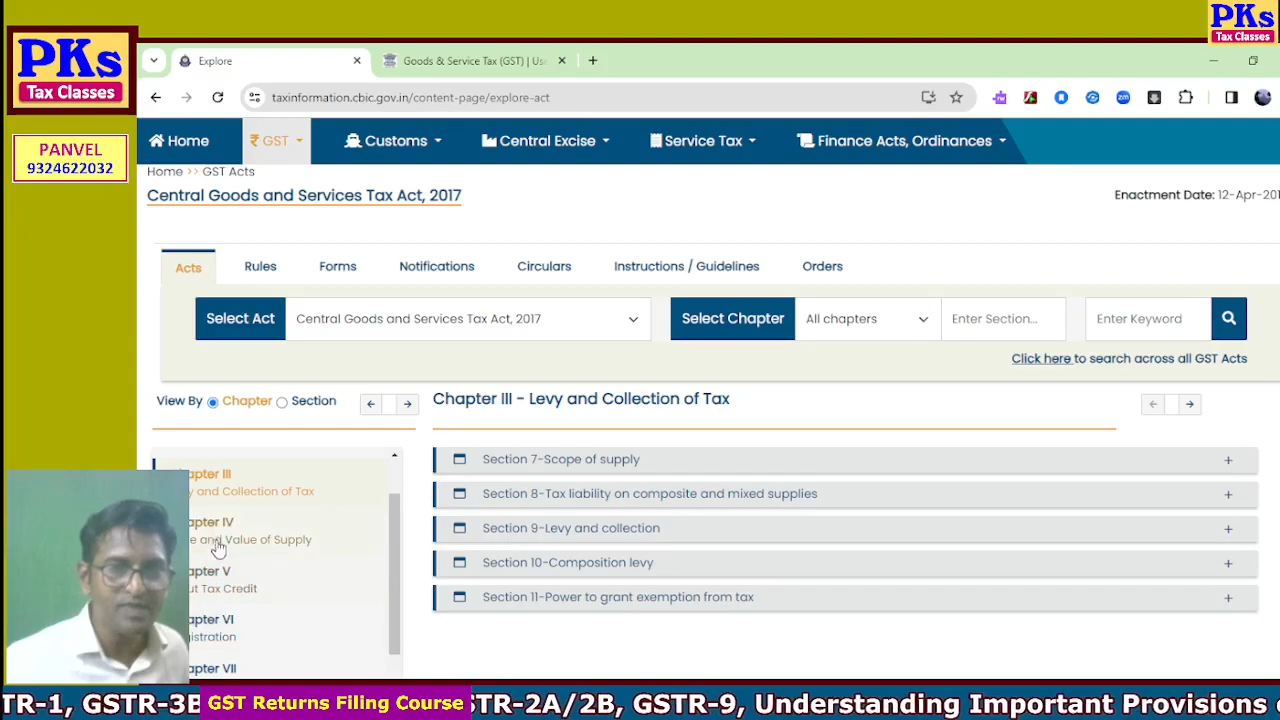 PKs
Tax Classes
PKs
Tax Classes
PANVEL
9324622032
Explore
Goods & Service Tax (GST) | Us
taxinformation.cbic.gov.in/content-page/explore-act
Home
GST
Customs
Central Excise
Service Tax
Finance Acts, Ordinances
Home >> GST Acts
Central Goods and Services Tax Act, 2017
Enactment Date: 12-Apr-201
Acts
Rules
Forms
Notifications
Circulars
Instructions / Guidelines
Orders
Select Act
Central Goods and Services Tax Act, 2017
Select Chapter
All chapters
Enter Section...
Enter Keyword
Click here to search across all GST Acts
View By Chapter Section
Chapter III - Levy and Collection of Tax
apter III
y and Collection of Tax
apter IV
e and Value of Supply
apter V
ut Tax Credit
apter VI
gistration
apter VII
Section 7-Scope of supply
Section 8-Tax liability on composite and mixed supplies
Section 9-Levy and collection
Section 10-Composition levy
Section 11-Power to grant exemption from tax
TR-1, GSTR-3B
GST Returns Filing Course
STR-2A/2B, GSTR-9, Understanding Important Provisions